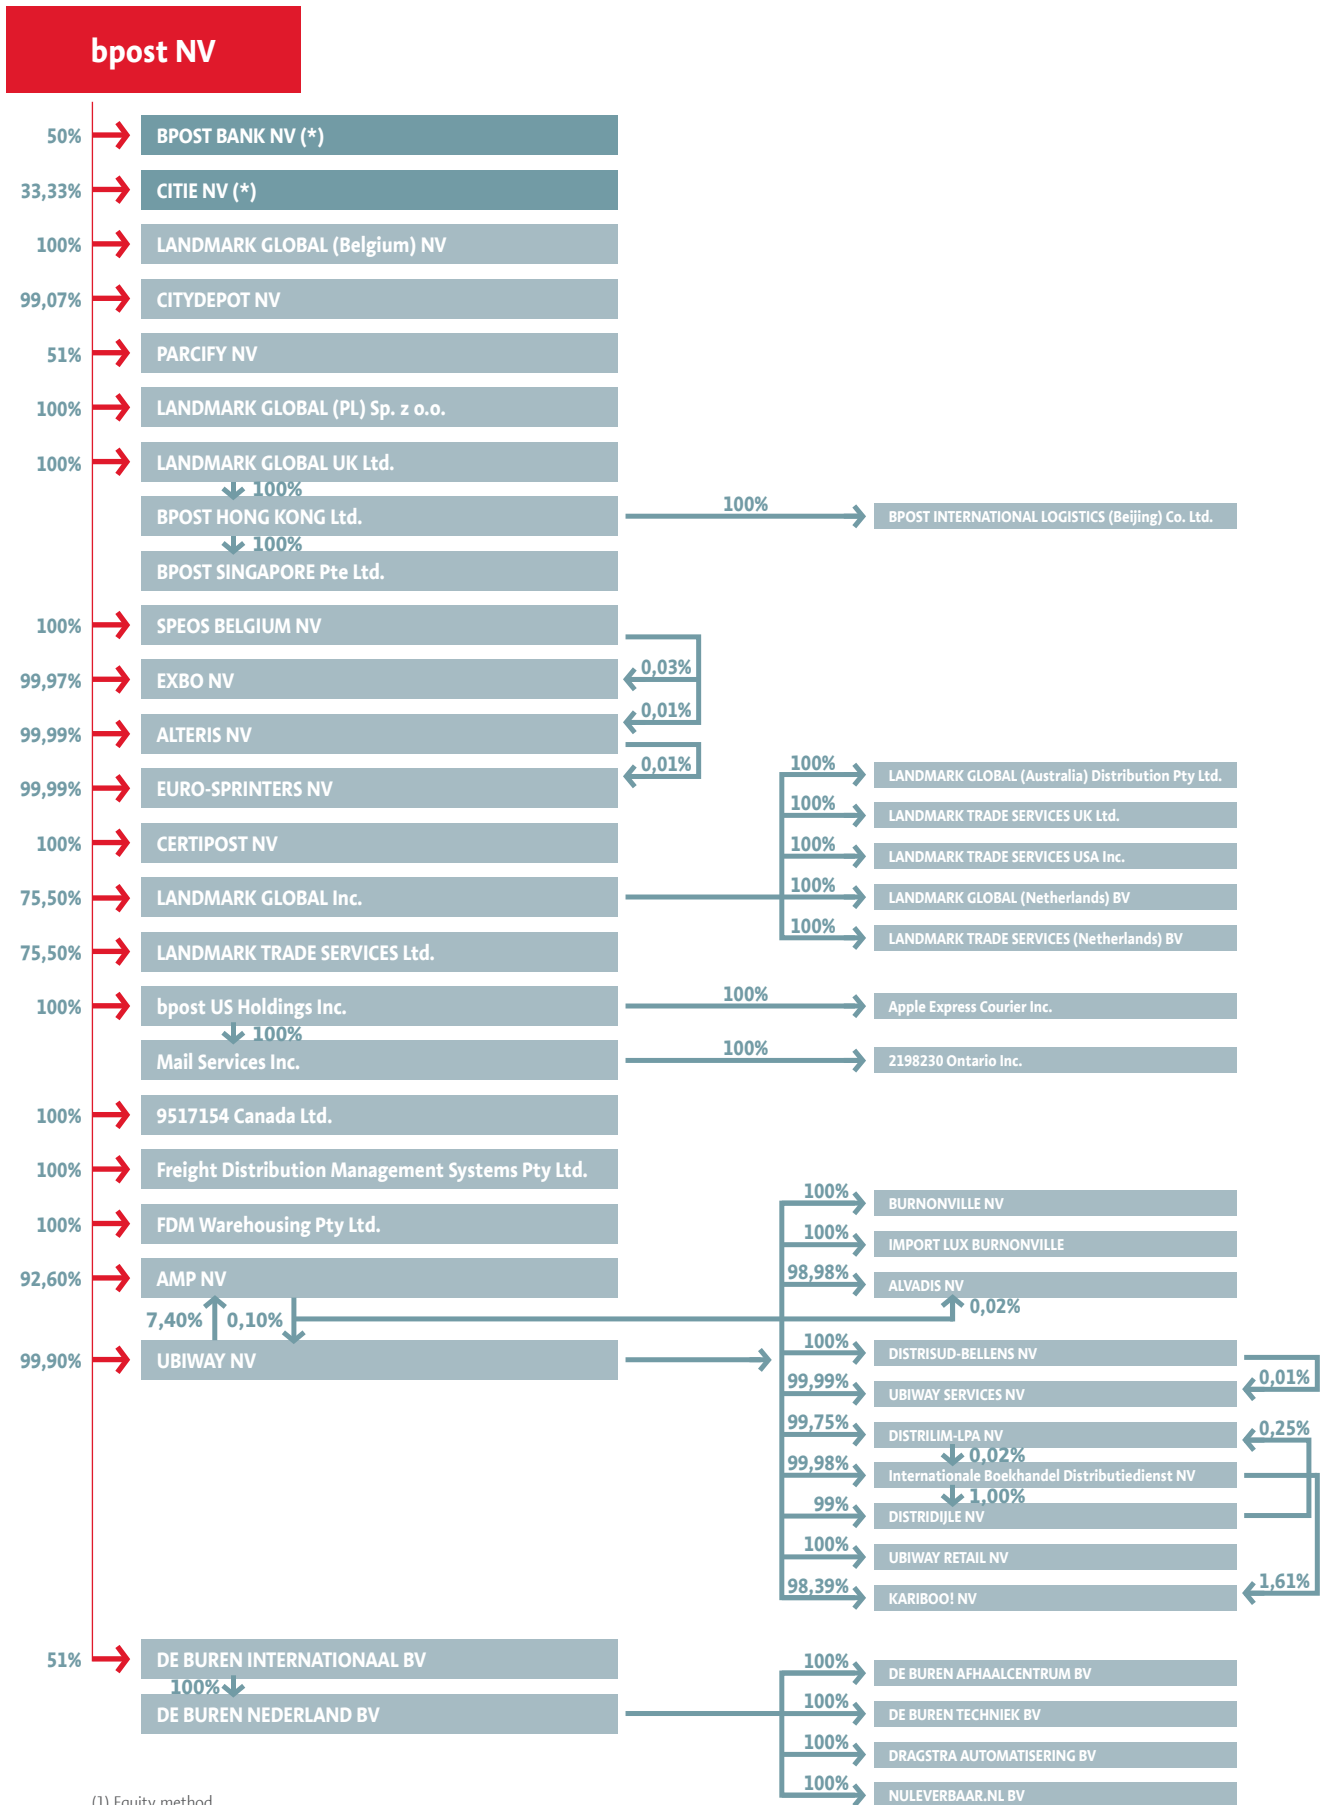 bpost NV
50% BPOST BANK NV (*)
33,33% CITIE NV (*)
100% LANDMARK GLOBAL (Belgium) NV
99,07% CITYDEPOT NV
51% PARCIFY NV
100% LANDMARK GLOBAL (PL) Sp. z o.o.
100% LANDMARK GLOBAL UK Ltd.
100%
BPOST HONG KONG Ltd. 100% BPOST INTERNATIONAL LOGISTICS (Beijing) Co. Ltd.
100%
BPOST SINGAPORE Pte Ltd.
100% SPEOS BELGIUM NV
0,03%
99,97% EXBO NV
0,01%
99,99% ALTERIS NV
0,01%
99,99% EURO-SPRINTERS NV
100% LANDMARK GLOBAL (Australia) Distribution Pty Ltd.
100% LANDMARK TRADE SERVICES UK Ltd.
100% CERTIPOST NV
100% LANDMARK TRADE SERVICES USA Inc.
75,50% LANDMARK GLOBAL Inc.
100% LANDMARK GLOBAL (Netherlands) BV
100% LANDMARK TRADE SERVICES (Netherlands) BV
75,50% LANDMARK TRADE SERVICES Ltd.
100% bpost US Holdings Inc. 100% Apple Express Courier Inc.
100%
Mail Services Inc. 100% 2198230 Ontario Inc.
100% 9517154 Canada Ltd.
100% Freight Distribution Management Systems Pty Ltd.
100% FDM Warehousing Pty Ltd.
100% BURNONVILLE NV
100% IMPORT LUX BURNONVILLE
92,60% AMP NV
98,98% ALVADIS NV
7,40% 0,10%
0,02%
99,90% UBIWAY NV
100% DISTRISUD-BELLENS NV
0,01%
99,99% UBIWAY SERVICES NV
99,75% DISTRILIM-LPA NV 0,25%
0,02%
99,98% Internationale Boekhandel Distributiedienst NV
1,00%
99% DISTRIDIJLE NV
100% UBIWAY RETAIL NV
98,39% KARIBOO! NV 1,61%
51% DE BUREN INTERNATIONAAL BV
100%
DE BUREN NEDERLAND BV
100% DE BUREN AFHAALCENTRUM BV
100% DE BUREN TECHNIEK BV
100% DRAGSTRA AUTOMATISERING BV
100% NULEVERBAAR.NL BV
(1) Equity method